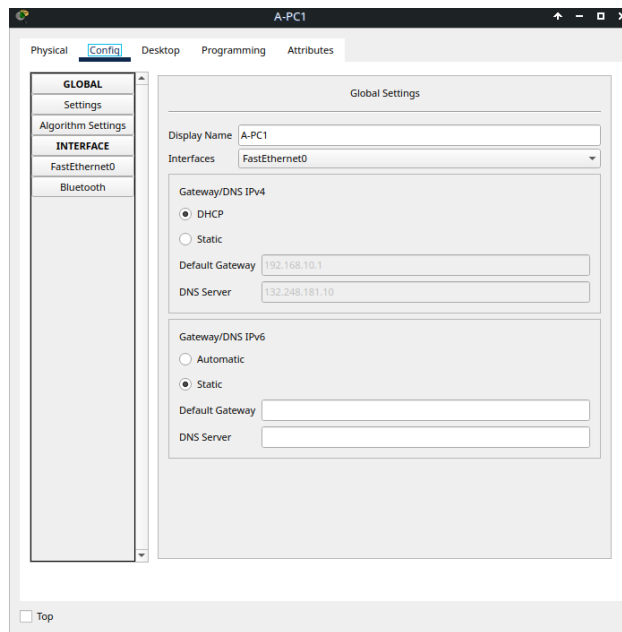 A-PC1
Physical Config Desktop Programming Attributes
GLOBAL
Settings
Algorithm Settings
INTERFACE
FastEthernet0
Bluetooth
Global Settings
Display Name A-PC1
Interfaces FastEthernet0
Gateway/DNS IPv4
DHCP
Static
Default Gateway 192.168.10.1
DNS Server 132.248.181.10
Gateway/DNS IPv6
Automatic
Static
Default Gateway
DNS Server
Top